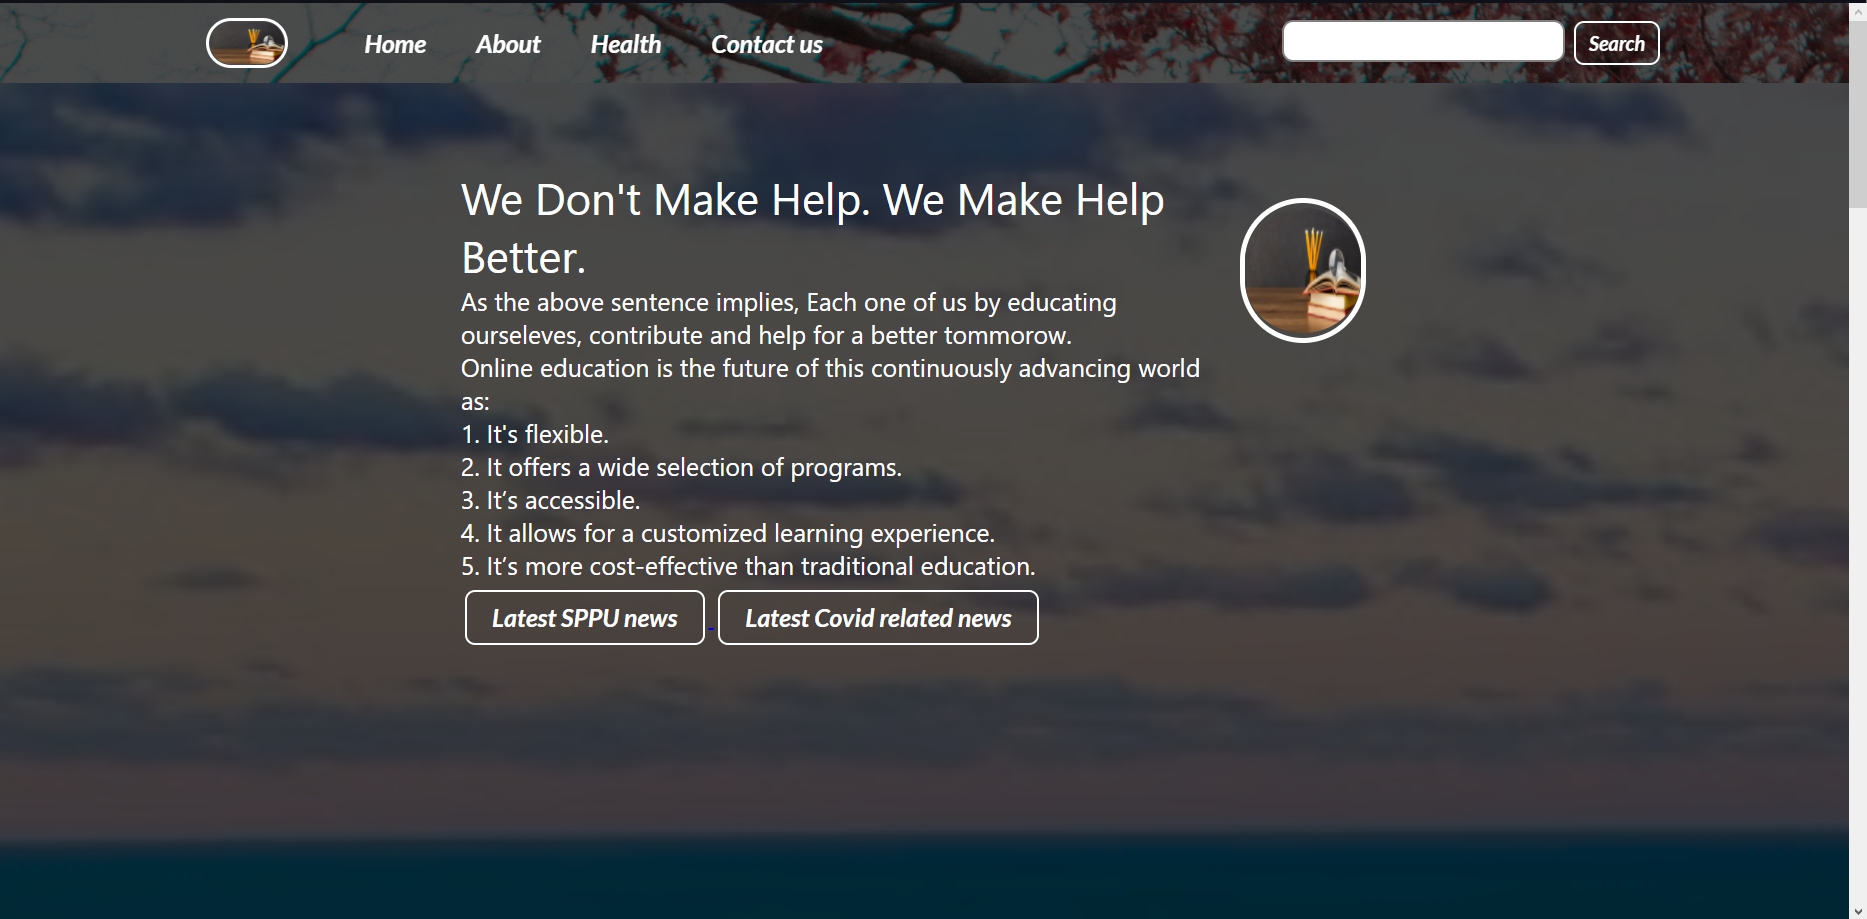 Home About Health Contact us Search
We Don't Make Help. We Make Help
Better.
As the above sentence implies, Each one of us by educating
ourseleves, contribute and help for a better tommorow.
Online education is the future of this continuously advancing world
as:
1. It's flexible.
2. It offers a wide selection of programs.
3. It’s accessible.
4. It allows for a customized learning experience.
5. It’s more cost-effective than traditional education.
Latest SPPU news Latest Covid related news